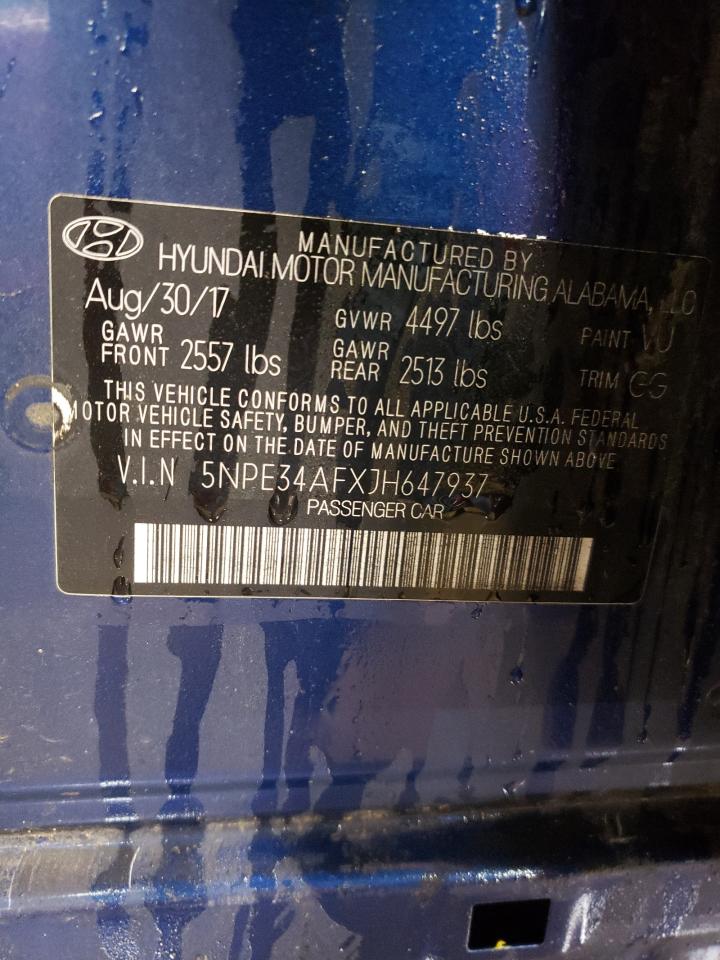 MANUFACTURED BY
HYUNDAI MOTOR MANUFACTURING ALABAMA, LLC
Aug/30/17 GVWR 4497 lbs PAINT
GAWR FRONT 2557 lbs GAWR REAR 2513 lbs TRIM
THIS VEHICLE CONFORMS TO ALL APPLICABLE U.S.A. FEDERAL
MOTOR VEHICLE SAFETY, BUMPER, AND THEFT PREVENTION STANDARDS
IN EFFECT ON THE DATE OF MANUFACTURE SHOWN ABOVE
V.I.N 5NPE34AFXJH647937
PASSENGER CAR